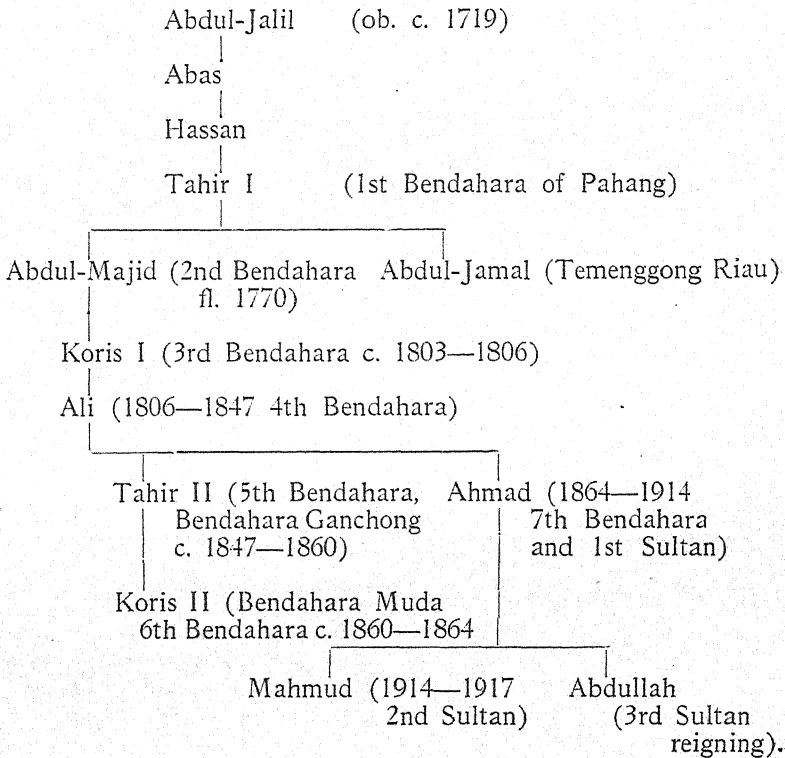 Abdul-Jalil (ob. c. 1719)
Abas
Hassan
Tahir I (1st Bendahara of Pahang)
Abdul-Majid (2nd Bendahara fl. 1770)
Abdul-Jamal (Temenggong Riau)
Koris I (3rd Bendahara c. 1803—1806)
Ali (1806—1847 4th Bendahara)
Tahir II (5th Bendahara,
Bendahara Ganchong
c. 1847—1860)
Ahmad (1864—1914
7th Bendahara
and 1st Sultan)
Koris II (Bendahara Muda
6th Bendahara c. 1860—1864
Mahmud (1914—1917
2nd Sultan)
Abdullah
(3rd Sultan
reigning).